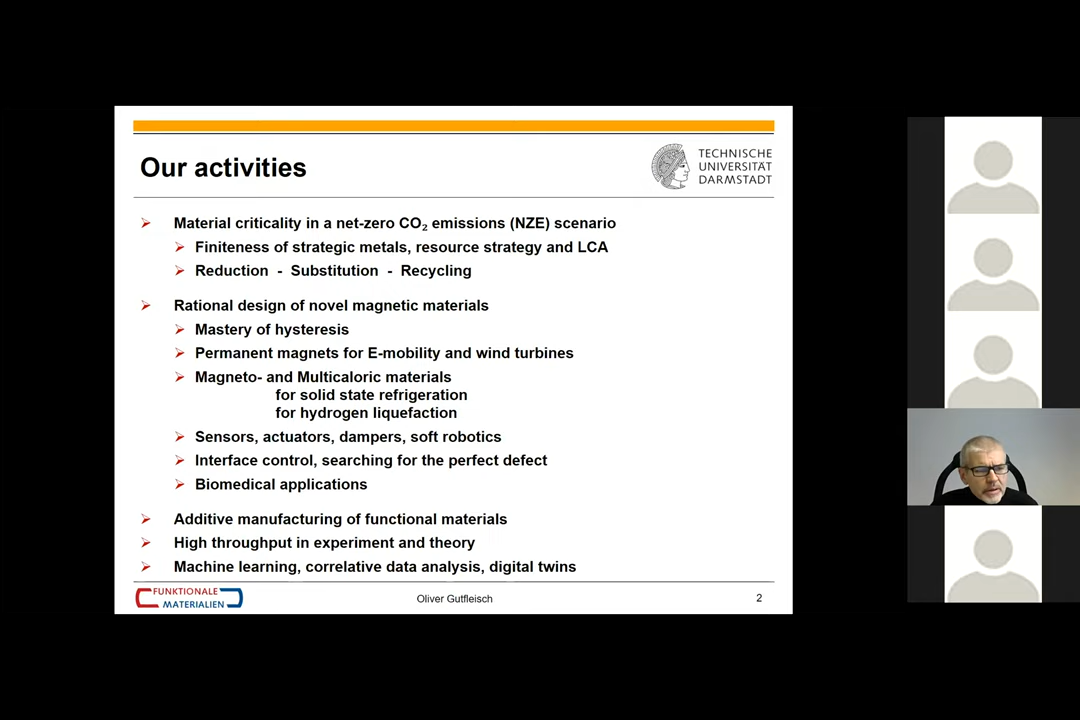 Our activities
TECHNISCHE
UNIVERSITÄT
DARMSTADT
Material criticality in a net-zero CO₂ emissions (NZE) scenario
Finiteness of strategic metals, resource strategy and LCA
Reduction - Substitution - Recycling
Rational design of novel magnetic materials
Mastery of hysteresis
Permanent magnets for E-mobility and wind turbines
Magneto- and Multicaloric materials
for solid state refrigeration
for hydrogen liquefaction
Sensors, actuators, dampers, soft robotics
Interface control, searching for the perfect defect
Biomedical applications
Additive manufacturing of functional materials
High throughput in experiment and theory
Machine learning, correlative data analysis, digital twins
FUNKTIONALE
MATERIALIEN
Oliver Gutfleisch
2